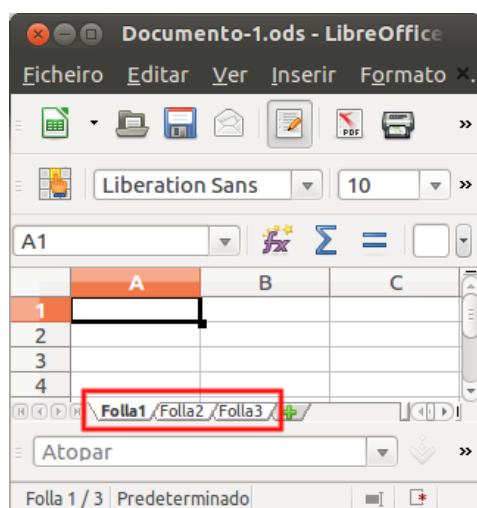 Documento-1.ods - LibreOffice
Ficheiro Editar Ver Inserir Formato
PDF
Liberation Sans 10
A1
A B C
1
2
3
4
Folla1 Folla2 Folla3
Atopar
Folla 1 / 3 Predeterminado